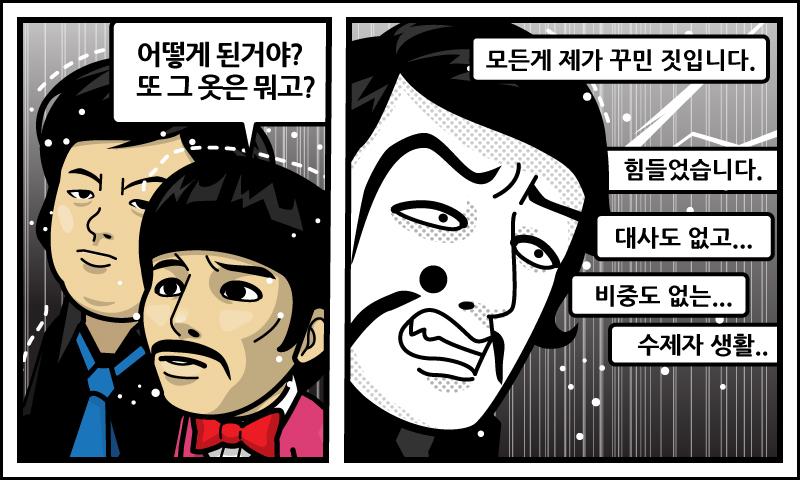 어떻게 된거야?
또 그 옷은 뭐고?
모든게 제가 꾸민 짓입니다.
힘들었습니다.
대사도 없고...
비중도 없는...
수제자 생활..